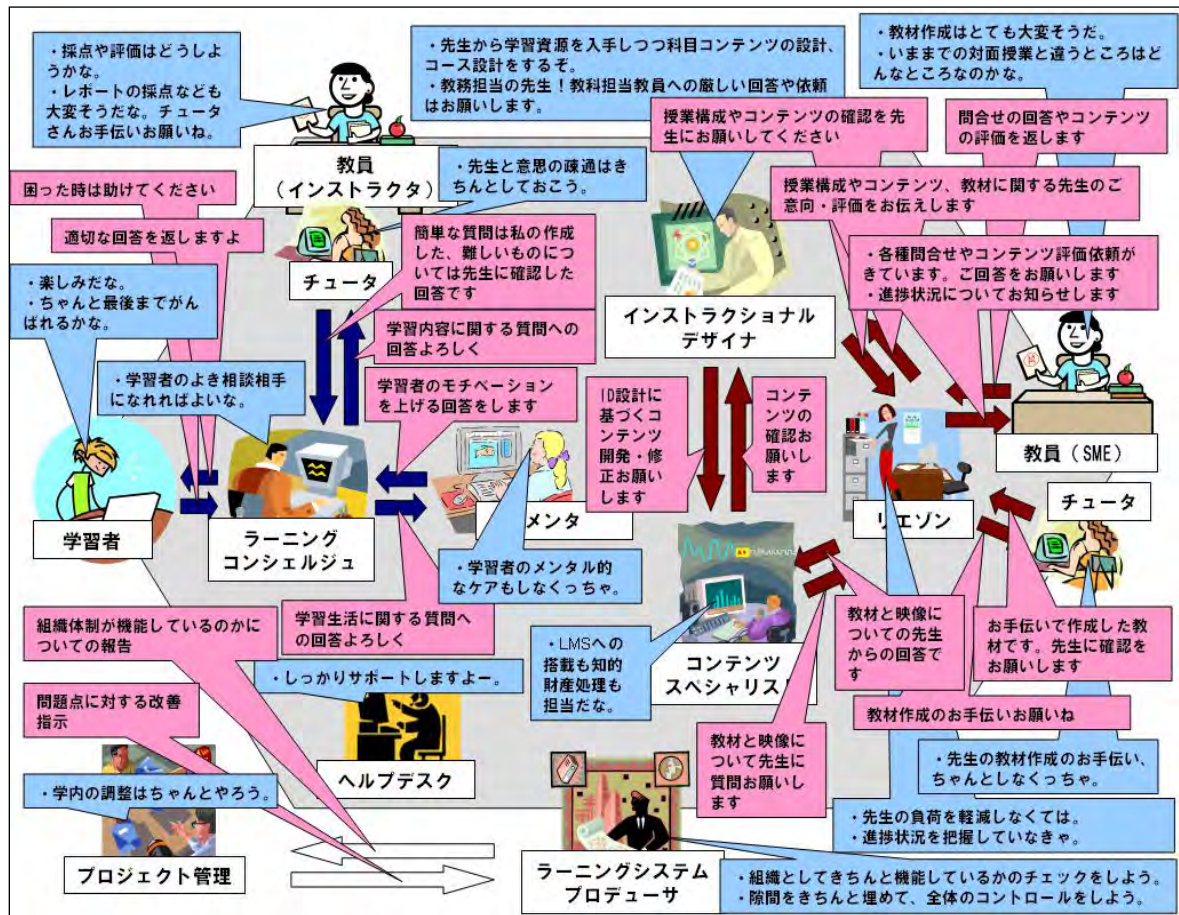 ・採点や評価はどうしよ
うかな。
・レポートの採点なども
大変そうだな。チュータ
さんお手伝いお願いね。
・先生から学習資源を入手しつつ科目コンテンツの設計、
コース設計をするぞ。
・教務担当の先生！教科担当教員への厳しい回答や依頼
はお願いします。
・教材作成はとても大変そうだ。
・いままでの対面授業と違うところはど
んなところなのかな。
授業構成やコンテンツの確認を先
生にお願いしてください
問合せの回答やコンテンツ
の評価を返します
教員
（インストラクタ）
・先生と意思の疎通はき
ちんとしておこう。
困った時は助けてください
授業構成やコンテンツ、教材に関する先生のご
意向・評価をお伝えします
適切な回答を返しますよ
簡単な質問は私の作成
した、難しいものにつ
いては先生に確認した
回答です
チュータ
・各種問合せやコンテンツ評価依頼が
きています。ご回答をお願いします
・進捗状況についてお知らせします
・楽しみだな。
・ちゃんと最後までがん
ばれるかな。
インストラクショナル
デザイナ
学習内容に関する質問への
回答よろしく
・学習者のよき相談相手
になれればよいな。
学習者のモチベーション
を上げる回答をします
ID設計に
基づくコ
ンテンツ
開発・修
正お願い
します
コンテ
ンツの
確認お
願いし
ます
教員（SME）
チュータ
学習者
ラーニング
コンシェルジュ
メンタ
リエゾン
・学習者のメンタル的
なケアもしなくっちゃ。
学習生活に関する質問へ
の回答よろしく
組織体制が機能しているのかに
ついての報告
・LMSへの
搭載も知的
財産処理も
担当だな。
コンテンツ
スペシャリスト
教材と映像に
ついての先生
からの回答で
す
お手伝いで作成した教
材です。先生に確認を
お願いします
・しっかりサポートしますよー。
問題点に対する改善
指示
教材作成のお手伝いお願いね
教材と映像に
ついて先生に
質問お願いし
ます
・先生の教材作成のお手伝い、
ちゃんとしなくっちゃ。
ヘルプデスク
・学内の調整はちゃんとやろう。
・先生の負荷を軽減しなくては。
・進捗状況を把握していなきゃ。
プロジェクト管理
ラーニングシステム
プロデューサ
・組織としてきちんと機能しているかのチェックをしよう。
・隙間をきちんと埋めて、全体のコントロールをしよう。